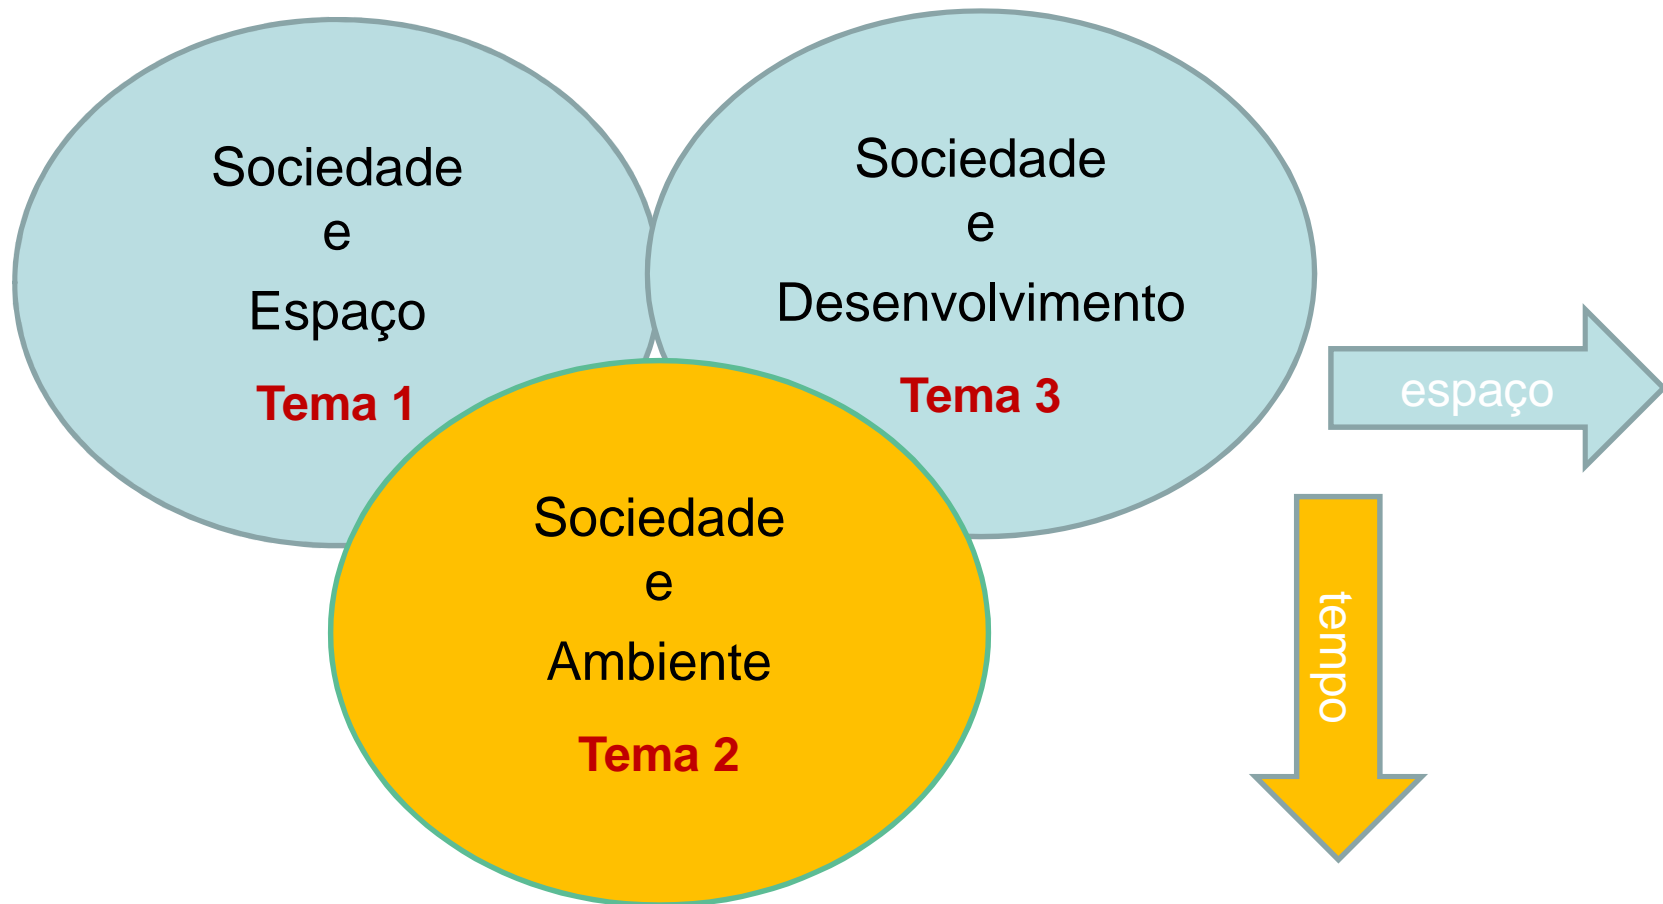 Sociedade
e
Espaço
Tema 1
Sociedade
e
Desenvolvimento
Tema 3
Sociedade
e
Ambiente
Tema 2
espaço
tempo